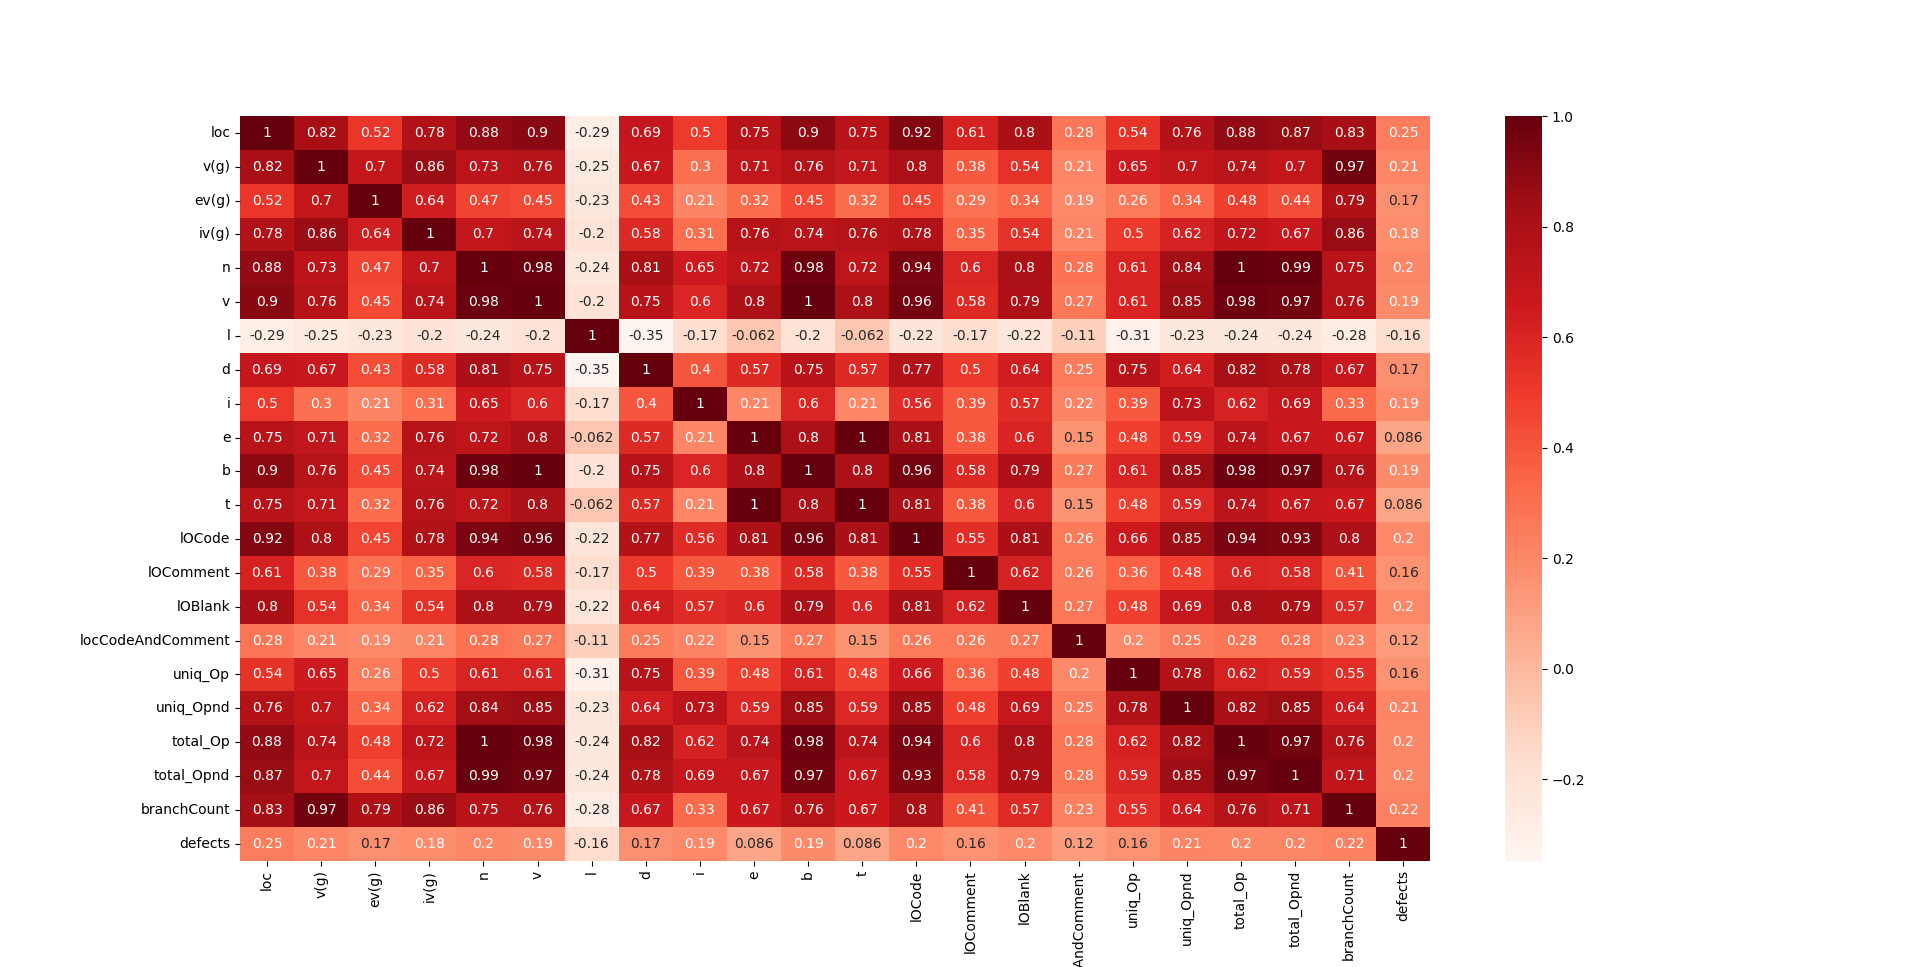 loc 1 0.82 0.52 0.78 0.88 0.9 -0.29 0.69 0.5 0.75 0.9 0.75 0.92 0.61 0.8 0.28 0.54 0.76 0.88 0.87 0.83 0.25
v(g) 0.82 1 0.7 0.86 0.73 0.76 -0.25 0.67 0.3 0.71 0.76 0.71 0.8 0.38 0.54 0.21 0.65 0.7 0.74 0.7 0.97 0.21
ev(g) 0.52 0.7 1 0.64 0.47 0.45 -0.23 0.43 0.21 0.32 0.45 0.32 0.45 0.29 0.34 0.19 0.26 0.34 0.48 0.44 0.79 0.17
iv(g) 0.78 0.86 0.64 1 0.7 0.74 -0.2 0.58 0.31 0.76 0.74 0.76 0.78 0.35 0.54 0.21 0.5 0.62 0.72 0.67 0.86 0.18
n 0.88 0.73 0.47 0.7 1 0.98 -0.24 0.81 0.65 0.72 0.98 0.72 0.94 0.6 0.8 0.28 0.61 0.84 1 0.99 0.75 0.2
v 0.9 0.76 0.45 0.74 0.98 1 -0.2 0.75 0.6 0.8 1 0.8 0.96 0.58 0.79 0.27 0.61 0.85 0.98 0.97 0.76 0.19
l -0.29 -0.25 -0.23 -0.2 -0.24 -0.2 1 -0.35 -0.17 -0.062 -0.2 -0.062 -0.22 -0.17 -0.22 -0.11 -0.31 -0.23 -0.24 -0.24 -0.28 -0.16
d 0.69 0.67 0.43 0.58 0.81 0.75 -0.35 1 0.4 0.57 0.75 0.57 0.77 0.5 0.64 0.25 0.75 0.64 0.82 0.78 0.67 0.17
i 0.5 0.3 0.21 0.31 0.65 0.6 -0.17 0.4 1 0.21 0.6 0.21 0.56 0.39 0.57 0.22 0.39 0.73 0.62 0.69 0.33 0.19
e 0.75 0.71 0.32 0.76 0.72 0.8 -0.062 0.57 0.21 1 0.8 1 0.81 0.38 0.6 0.15 0.48 0.59 0.74 0.67 0.67 0.086
b 0.9 0.76 0.45 0.74 0.98 1 -0.2 0.75 0.6 0.8 1 0.8 0.96 0.58 0.79 0.27 0.61 0.85 0.98 0.97 0.76 0.19
t 0.75 0.71 0.32 0.76 0.72 0.8 -0.062 0.57 0.21 1 0.8 1 0.81 0.38 0.6 0.15 0.48 0.59 0.74 0.67 0.67 0.086
lOCode 0.92 0.8 0.45 0.78 0.94 0.96 -0.22 0.77 0.56 0.81 0.96 0.81 1 0.55 0.81 0.26 0.66 0.85 0.94 0.93 0.8 0.2
lOComment 0.61 0.38 0.29 0.35 0.6 0.58 -0.17 0.5 0.39 0.38 0.58 0.38 0.55 1 0.62 0.26 0.36 0.48 0.6 0.58 0.41 0.16
lOBlank 0.8 0.54 0.34 0.54 0.8 0.79 -0.22 0.64 0.57 0.6 0.79 0.6 0.81 0.62 1 0.27 0.48 0.69 0.8 0.79 0.57 0.2
locCodeAndComment 0.28 0.21 0.19 0.21 0.28 0.27 -0.11 0.25 0.22 0.15 0.27 0.15 0.26 0.26 0.27 1 0.2 0.25 0.28 0.28 0.23 0.12
uniq_Op 0.54 0.65 0.26 0.5 0.61 0.61 -0.31 0.75 0.39 0.48 0.61 0.48 0.66 0.36 0.48 0.2 1 0.78 0.62 0.59 0.55 0.16
uniq_Opnd 0.76 0.7 0.34 0.62 0.84 0.85 -0.23 0.64 0.73 0.59 0.85 0.59 0.85 0.48 0.69 0.25 0.78 1 0.82 0.85 0.64 0.21
total_Op 0.88 0.74 0.48 0.72 1 0.98 -0.24 0.82 0.62 0.74 0.98 0.74 0.94 0.6 0.8 0.28 0.62 0.82 1 0.97 0.76 0.2
total_Opnd 0.87 0.7 0.44 0.67 0.99 0.97 -0.24 0.78 0.69 0.67 0.97 0.67 0.93 0.58 0.79 0.28 0.59 0.85 0.97 1 0.71 0.2
branchCount 0.83 0.97 0.79 0.86 0.75 0.76 -0.28 0.67 0.33 0.67 0.76 0.67 0.8 0.41 0.57 0.23 0.55 0.64 0.76 0.71 1 0.22
defects 0.25 0.21 0.17 0.18 0.2 0.19 -0.16 0.17 0.19 0.086 0.19 0.086 0.2 0.16 0.2 0.12 0.16 0.21 0.2 0.2 0.22 1
loc v(g) ev(g) iv(g) n v l d i e b t lOCode lOComment lOBlank AndComment uniq_Op uniq_Opnd total_Op total_Opnd branchCount defects
1.0
0.8
0.6
0.4
0.2
0.0
−0.2